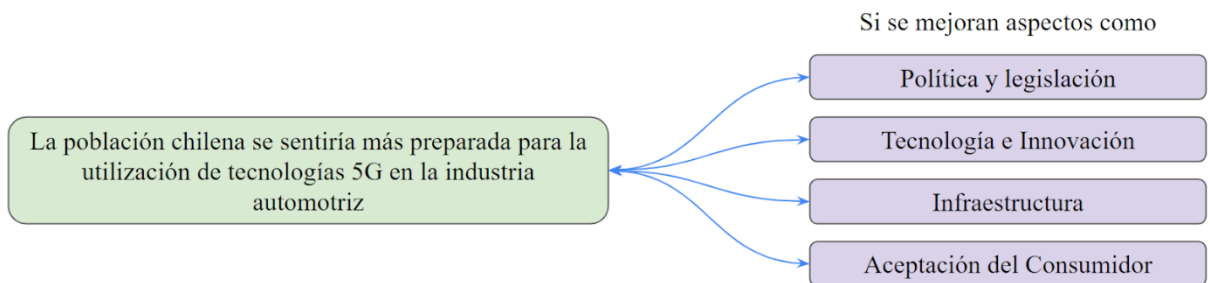 Si se mejoran aspectos como
Política y legislación
La población chilena se sentiría más preparada para la
utilización de tecnologías 5G en la industria
automotriz
Tecnología e Innovación
Infraestructura
Aceptación del Consumidor